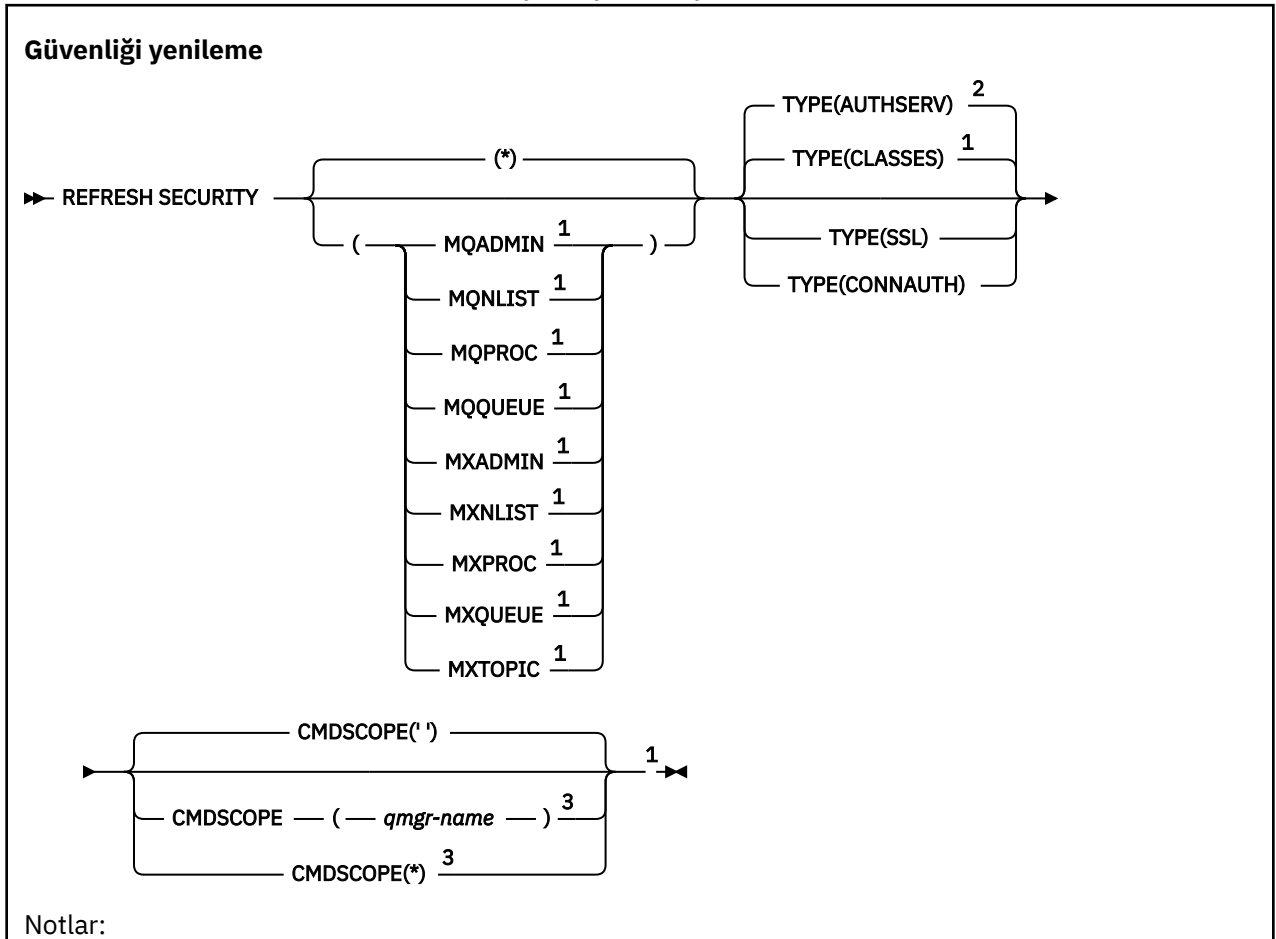 Güvenliği yenileme
TYPE(AUTHSERV) 2
(*)
TYPE(CLASSES) 1
REFRESH SECURITY
( MQADMIN 1 )
TYPE(SSL)
MQNLIST 1
TYPE(CONNAUTH)
MQPROC 1
MQQUEUE 1
MXADMIN 1
MXNLIST 1
MXPROC 1
MXQUEUE 1
MXTOPIC 1
CMDSCOPE(' ')
1
CMDSCOPE ( qmgr-name ) 3
CMDSCOPE(*) 3
Notlar: